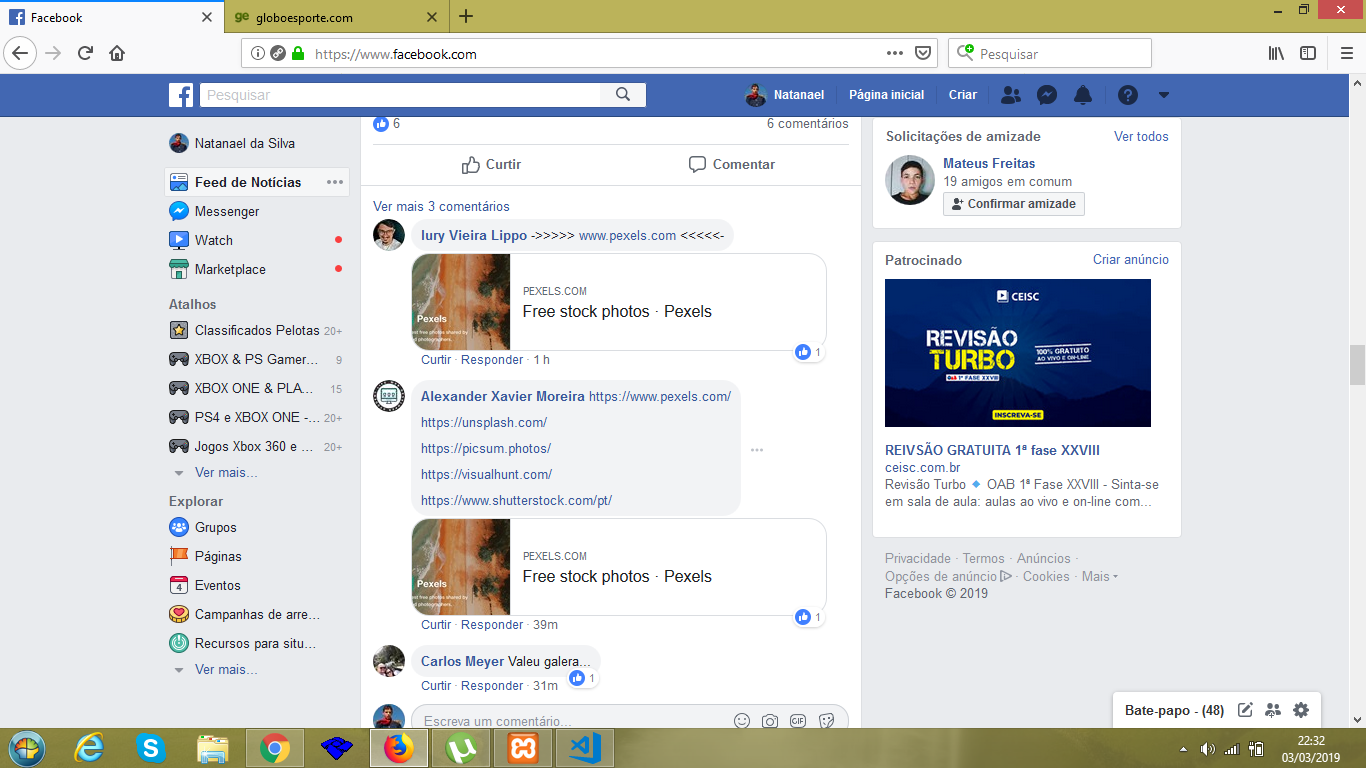 Facebook
ge globoesporte.com
https://www.facebook.com
Pesquisar
Pesquisar
Natanael
Página inicial
Criar
Natanael da Silva
Feed de Notícias
Messenger
Watch
Marketplace
Atalhos
Classificados Pelotas 20+
XBOX & PS Gamer... 9
XBOX ONE & PLA... 15
PS4 e XBOX ONE -... 20+
Jogos Xbox 360 e ... 20+
Ver mais...
Explorar
Grupos
Páginas
4 Eventos
Campanhas de arre...
Recursos para situ...
Ver mais...
6 6 comentários
Curtir Comentar
Ver mais 3 comentários
Iury Vieira Lippo ->>>>> www.pexels.com <<<<<-
Pexels
PEXELS.COM
Free stock photos · Pexels
1
Curtir · Responder · 1 h
Alexander Xavier Moreira https://www.pexels.com/
https://unsplash.com/
https://picsum.photos/
https://visualhunt.com/
https://www.shutterstock.com/pt/
Pexels
PEXELS.COM
Free stock photos · Pexels
1
Curtir · Responder · 39m
Carlos Meyer Valeu galera...
1
Curtir · Responder · 31m
Escreva um comentário...
GIF
Solicitações de amizade Ver todos
Mateus Freitas
19 amigos em comum
Confirmar amizade
Patrocinado Criar anúncio
CEISC
REVISÃO
TURBO
OAB 1ª FASE XXVIII
100% GRATUITO
AO VIVO E ON-LINE
INSCREVA-SE
REIVSÃO GRATUITA 1ª fase XXVIII
ceisc.com.br
Revisão Turbo 🔹 OAB 1ª Fase XXVIII - Sinta-se
em sala de aula: aulas ao vivo e on-line com...
Privacidade · Termos · Anúncios ·
Opções de anúncio · Cookies · Mais
Facebook © 2019
Bate-papo - (48)
22:32
03/03/2019